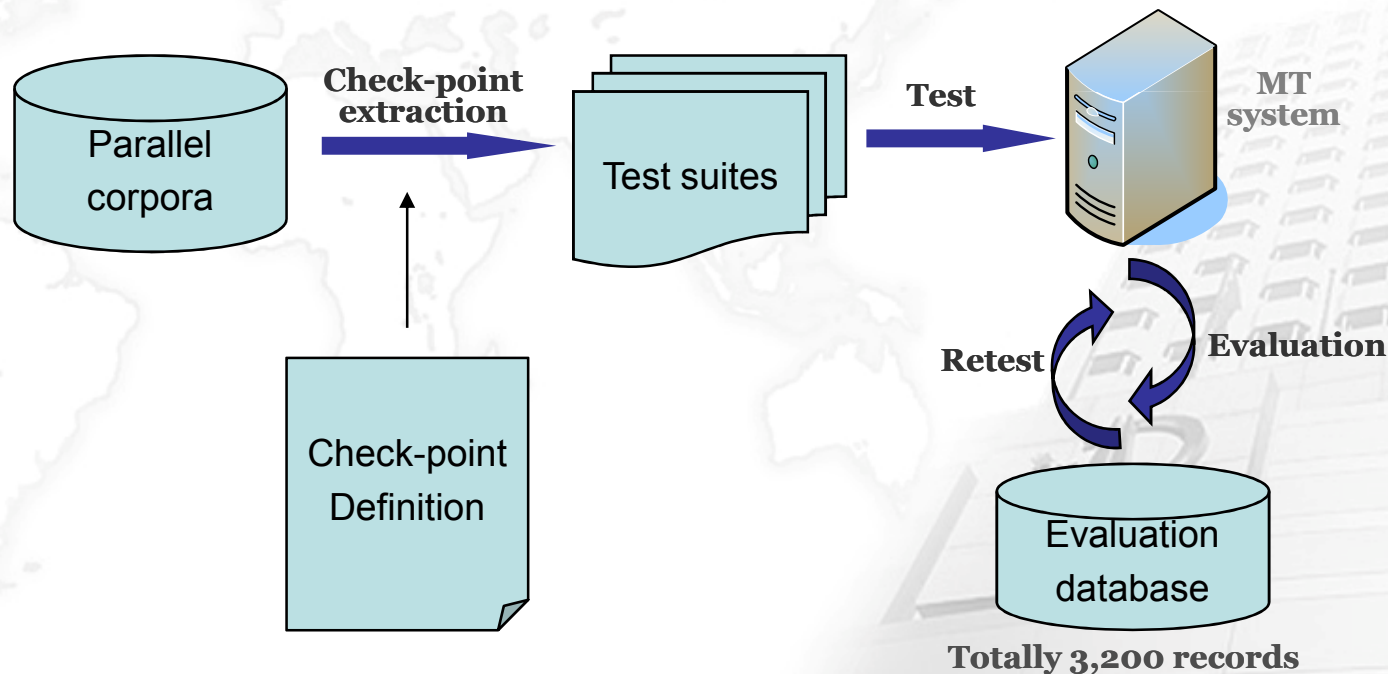 Parallel
corpora
Check-point
extraction
Test suites
Test
MT
system
Check-point
Definition
Retest
Evaluation
Evaluation
database
Totally 3,200 records